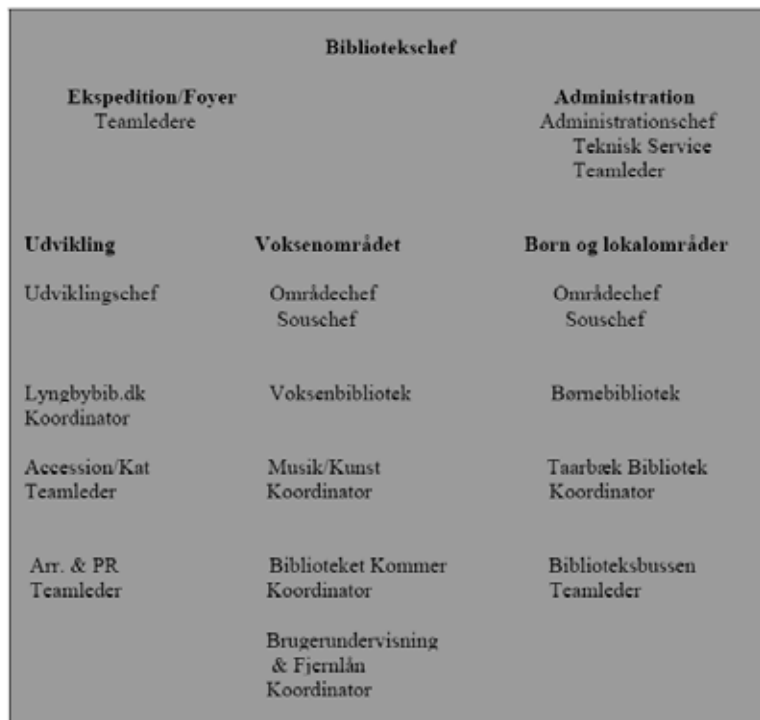 Bibliotekschef
Ekspedition/Foyer
Teamledere
Administration
Administrationschef
Teknisk Service
Teamleder
Udvikling
Udviklingschef
Lyngbybib.dk
Koordinator
Accession/Kat
Teamleder
Arr. & PR
Teamleder
Voksenområdet
Områdechef
Souschef
Voksenbibliotek
Musik/Kunst
Koordinator
Biblioteket Kommer
Koordinator
Brugerundervisning
& Fjernlån
Koordinator
Børn og lokalområder
Områdechef
Souschef
Børnebibliotek
Taarbæk Bibliotek
Koordinator
Biblioteksbussen
Teamleder